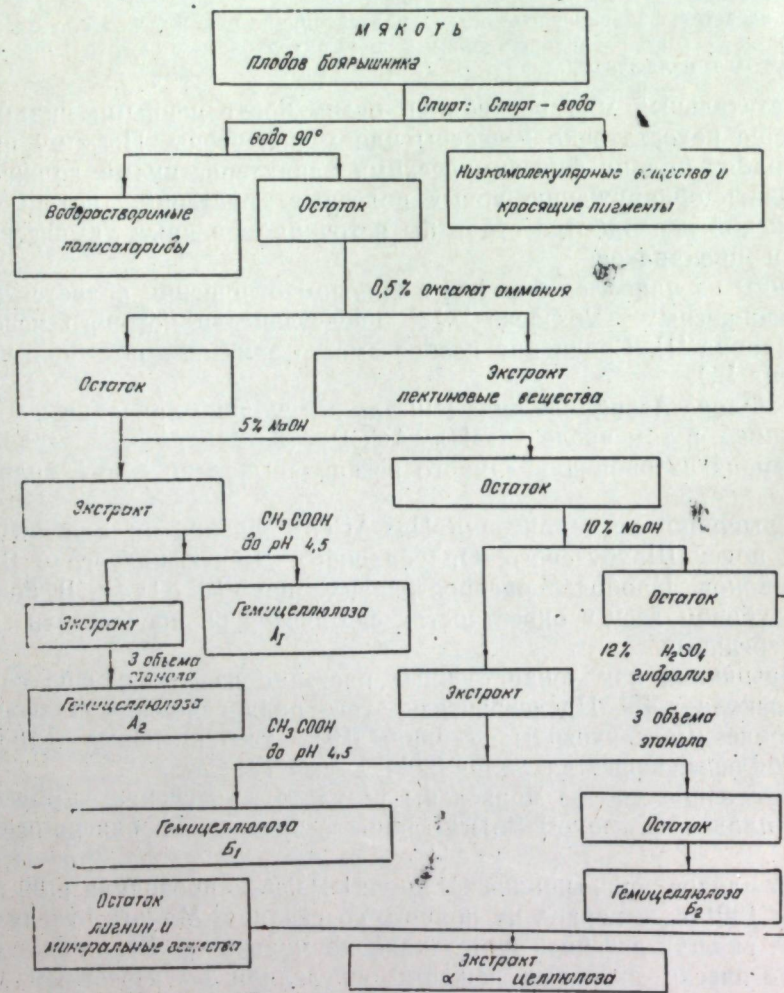 МЯКОТЬ
плодов боярышника
Спирт: Спирт - вода
вода 90°
Водорастворимые
полисахариды
Остаток
Низкомолекулярные вещества и
красящие пигменты
0,5% оксалат аммония
Остаток
Экстракт
пектиновые вещества
5% NaOH
Экстракт
Остаток
CH3COOH
до pH 4,5
10% NaOH
Экстракт
Гемицеллюлоза
A1
Остаток
3 объема
этанола
12% H2SO4
гидролиз
Гемицеллюлоза
A2
Экстракт
CH3COOH
до pH 4,5
3 объема
этанола
Гемицеллюлоза
Б1
Остаток
Гемицеллюлоза
Б2
Остаток
лигнин и
минеральные вещества
Экстракт
α — целлюлоза